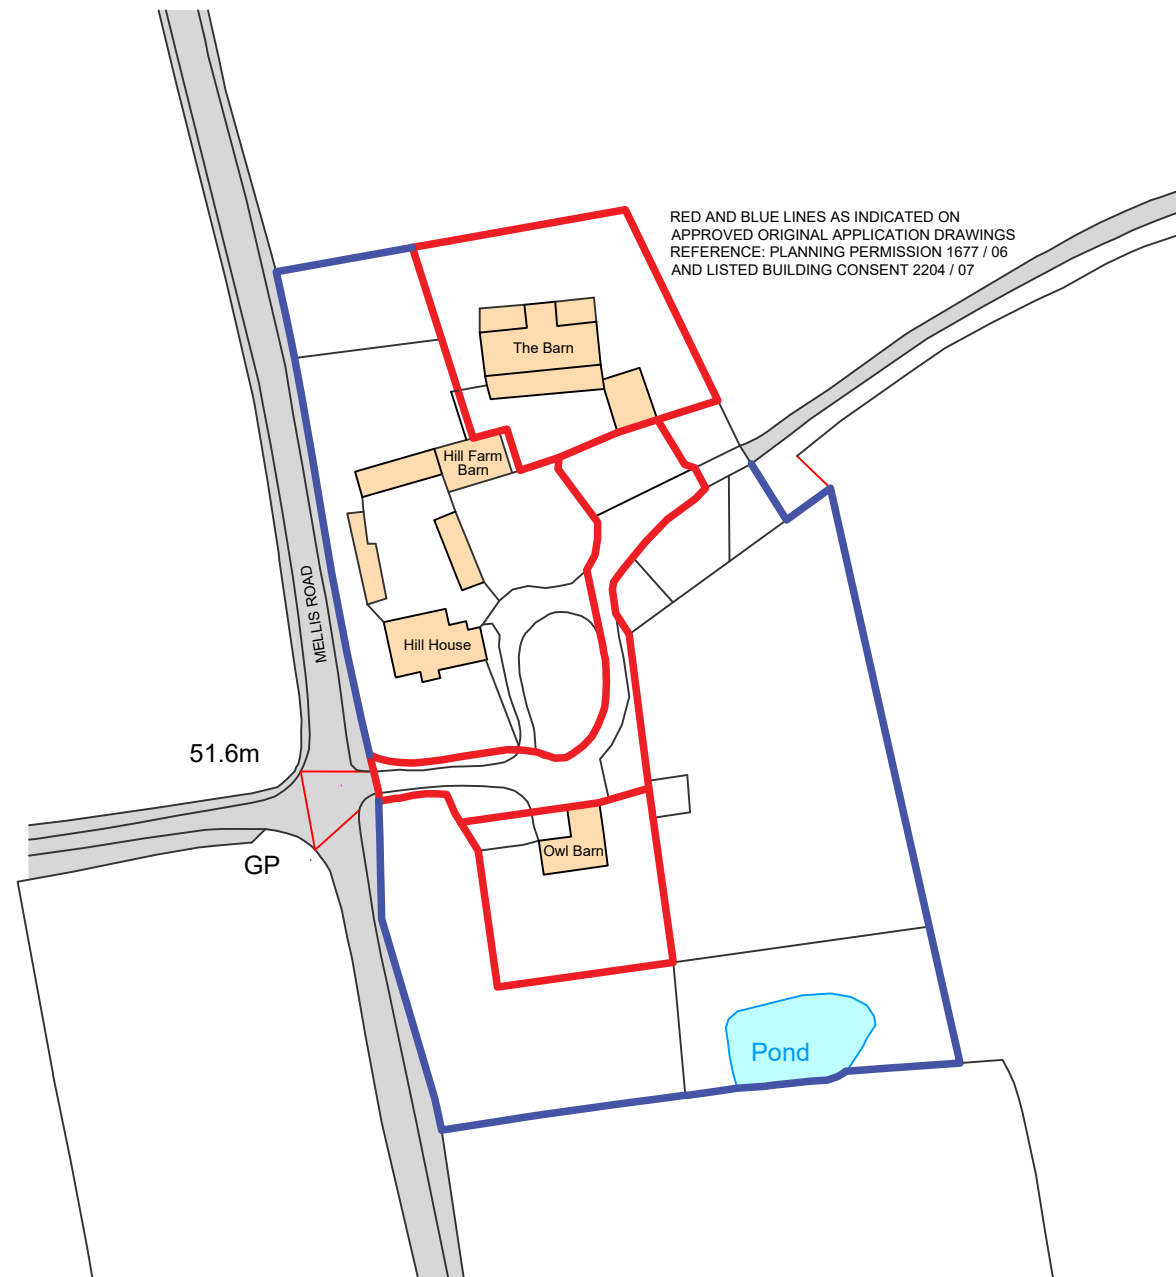 RED AND BLUE LINES AS INDICATED ON
APPROVED ORIGINAL APPLICATION DRAWINGS
REFERENCE: PLANNING PERMISSION 1677 / 06
AND LISTED BUILDING CONSENT 2204 / 07
The Barn
Hill Farm
Barn
MELLIS ROAD
Hill House
51.6m
GP
Owl Barn
Pond